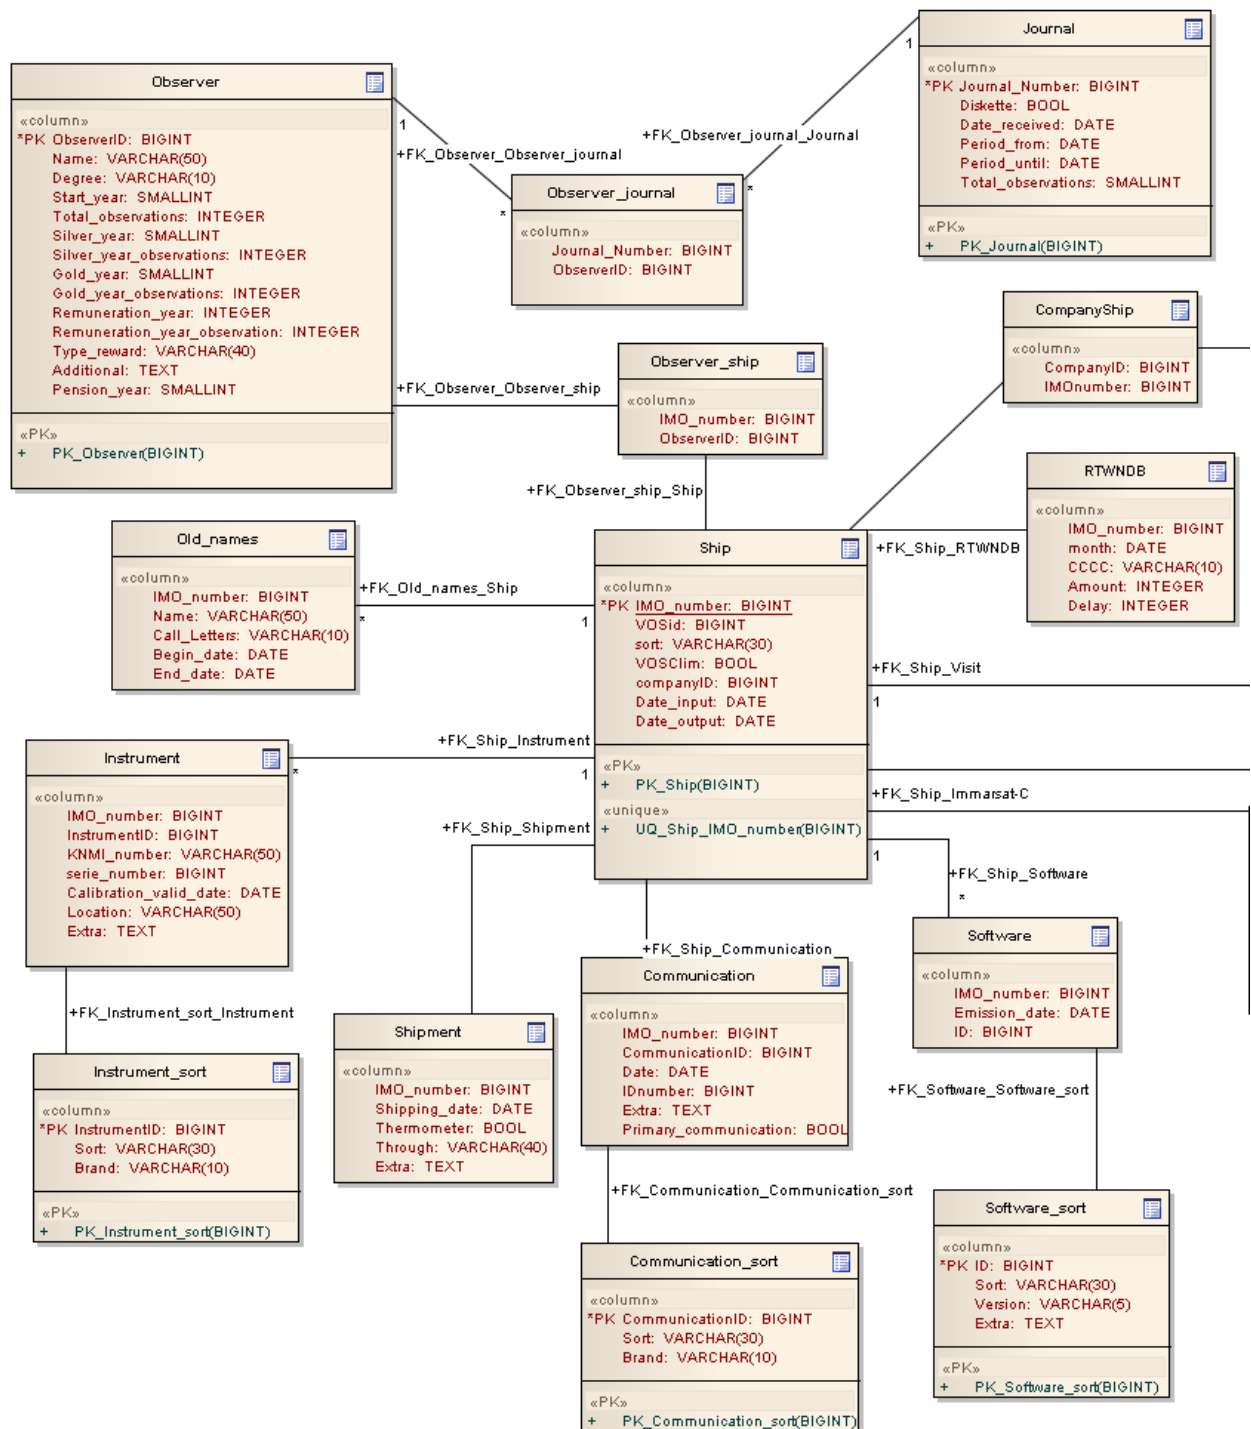 Observer
«column»
*PK ObserverID: BIGINT
Name: VARCHAR(50)
Degree: VARCHAR(10)
Start_year: SMALLINT
Total_observations: INTEGER
Silver_year: SMALLINT
Silver_year_observations: INTEGER
Gold_year: SMALLINT
Gold_year_observations: INTEGER
Remuneration_year: INTEGER
Remuneration_year_observation: INTEGER
Type_reward: VARCHAR(40)
Additional: TEXT
Pension_year: SMALLINT
«PK»
+ PK_Observer(BIGINT)
1
+FK_Observer_Observer_journal
*
Observer_journal
«column»
Journal_Number: BIGINT
ObserverID: BIGINT
*
+FK_Observer_journal_Journal
1
Journal
«column»
*PK Journal_Number: BIGINT
Diskette: BOOL
Date_received: DATE
Period_from: DATE
Period_until: DATE
Total_observations: SMALLINT
«PK»
+ PK_Journal(BIGINT)
CompanyShip
«column»
CompanyID: BIGINT
IMOnumber: BIGINT
+FK_Observer_Observer_ship
Observer_ship
«column»
IMO_number: BIGINT
ObserverID: BIGINT
+FK_Observer_ship_Ship
RTWNDB
«column»
IMO_number: BIGINT
month: DATE
CCCC: VARCHAR(10)
Amount: INTEGER
Delay: INTEGER
+FK_Ship_RTWNDB
Old_names
«column»
IMO_number: BIGINT
Name: VARCHAR(50)
Call_Letters: VARCHAR(10)
Begin_date: DATE
End_date: DATE
+FK_Old_names_Ship
*
1
Ship
«column»
*PK IMO_number: BIGINT
VOSid: BIGINT
sort: VARCHAR(30)
VOSClim: BOOL
companyID: BIGINT
Date_input: DATE
Date_output: DATE
«PK»
+ PK_Ship(BIGINT)
«unique»
+ UQ_Ship_IMO_number(BIGINT)
+FK_Ship_Visit
1
+FK_Ship_Immarsat-C
1
+FK_Ship_Software
*
+FK_Ship_Instrument
*
1
Instrument
«column»
IMO_number: BIGINT
InstrumentID: BIGINT
KNMI_number: VARCHAR(50)
serie_number: BIGINT
Calibration_valid_date: DATE
Location: VARCHAR(50)
Extra: TEXT
+FK_Instrument_sort_Instrument
Instrument_sort
«column»
*PK InstrumentID: BIGINT
Sort: VARCHAR(30)
Brand: VARCHAR(10)
«PK»
+ PK_Instrument_sort(BIGINT)
+FK_Ship_Shipment
Shipment
«column»
IMO_number: BIGINT
Shipping_date: DATE
Thermometer: BOOL
Through: VARCHAR(40)
Extra: TEXT
+FK_Ship_Communication
Communication
«column»
IMO_number: BIGINT
CommunicationID: BIGINT
Date: DATE
IDnumber: BIGINT
Extra: TEXT
Primary_communication: BOOL
+FK_Communication_Communication_sort
Communication_sort
«column»
*PK CommunicationID: BIGINT
Sort: VARCHAR(30)
Brand: VARCHAR(10)
«PK»
+ PK_Communication_sort(BIGINT)
Software
«column»
IMO_number: BIGINT
Emission_date: DATE
ID: BIGINT
+FK_Software_Software_sort
Software_sort
«column»
*PK ID: BIGINT
Sort: VARCHAR(30)
Version: VARCHAR(5)
Extra: TEXT
«PK»
+ PK_Software_sort(BIGINT)